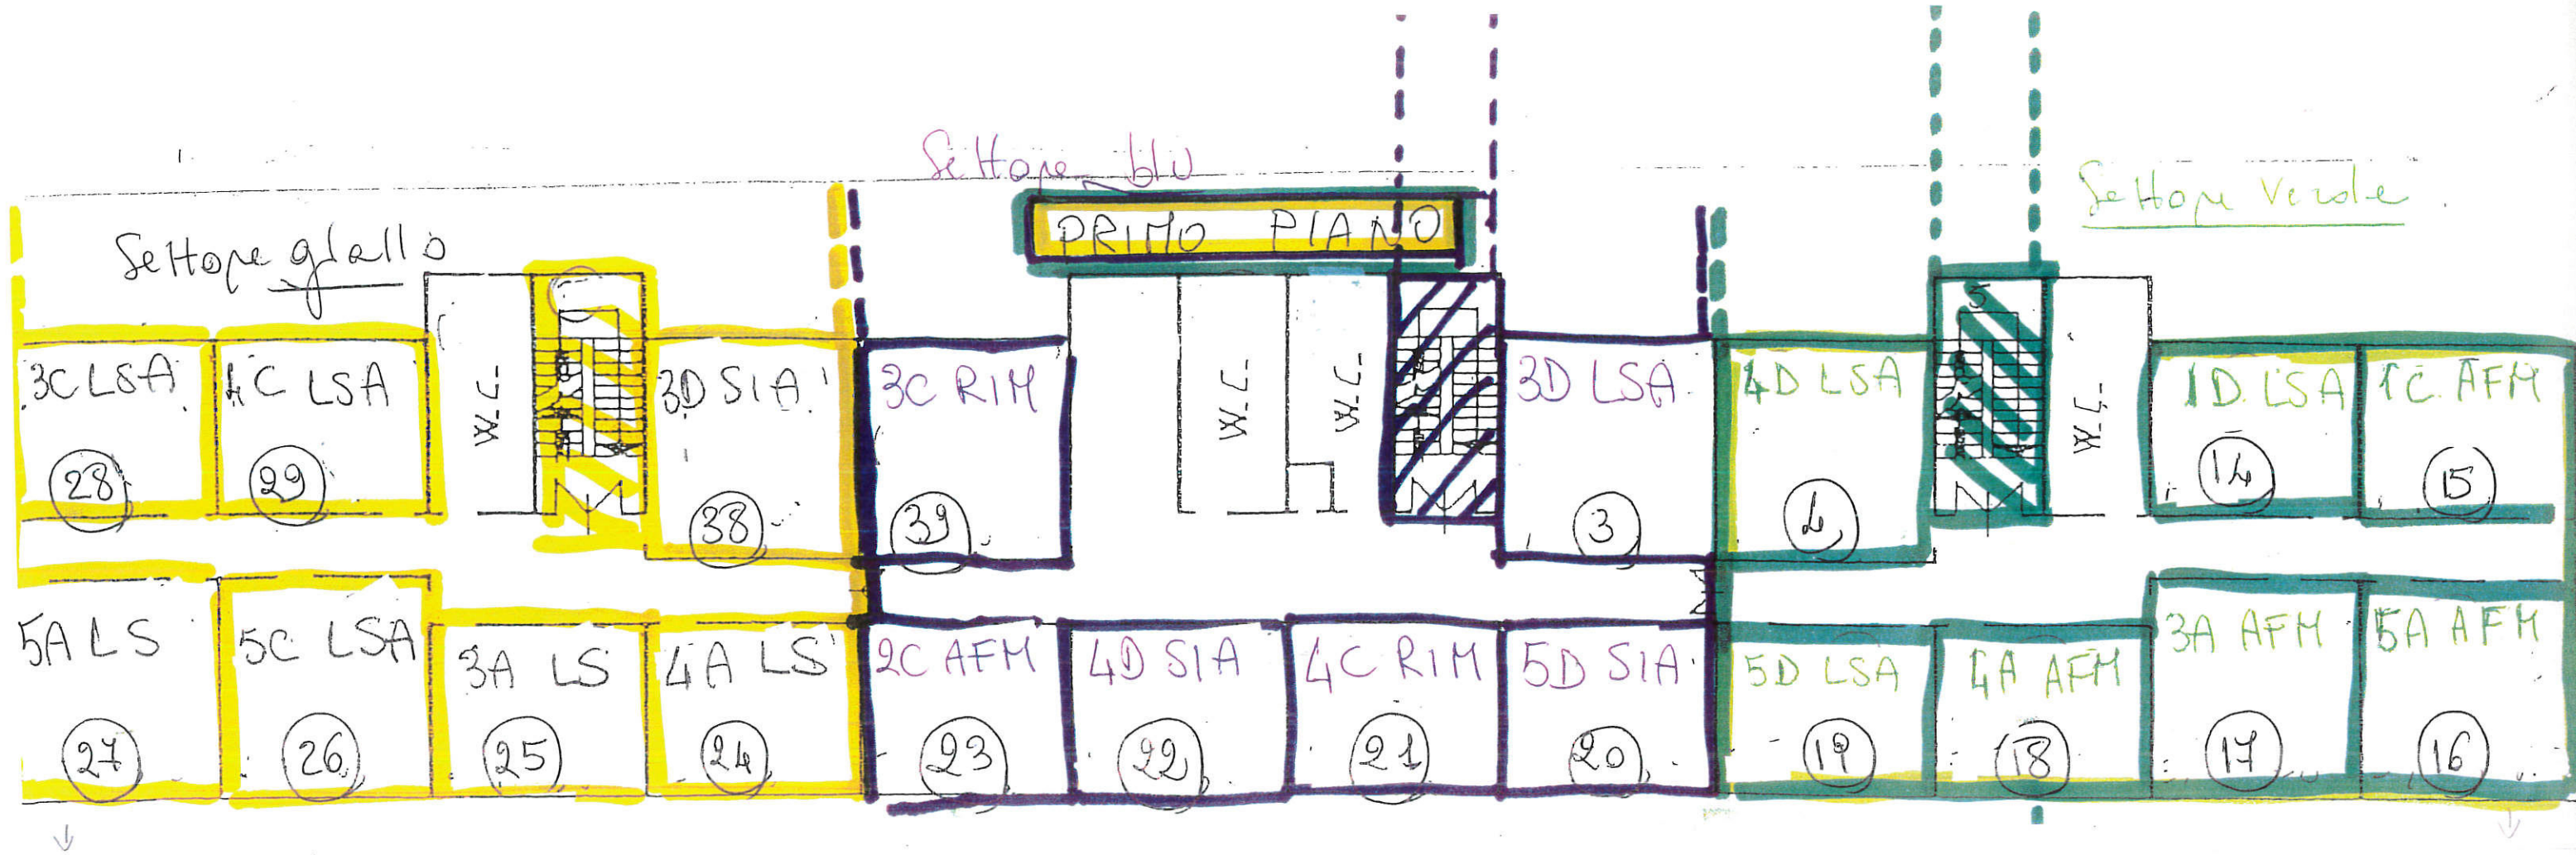 Settore blu
Settore Verde
PRIMO PIANO
Settore giallo
3C LSA
4C LSA
W.C.
3D SIA
3C RIM
W.C.
W.C.
3D LSA
4D LSA
W.C.
1D LSA
1C AFM
28
29
38
39
3
4
14
15
5A LS
5C LSA
3A LS
4A LS
2C AFM
4D SIA
4C RIM
5D SIA
5D LSA
4A AFM
3A AFM
5A AFM
27
26
25
24
23
22
21
20
19
18
17
16